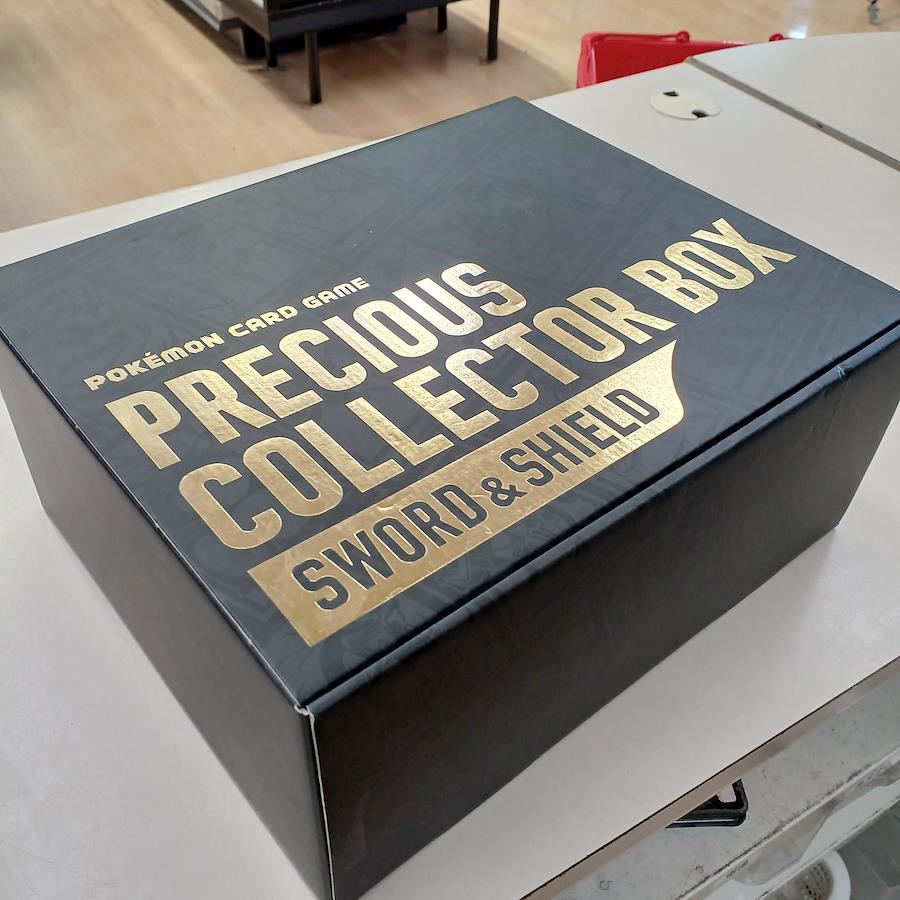 POKÉMON CARD GAME
PRECIOUS
COLLECTOR BOX
SWORD & SHIELD